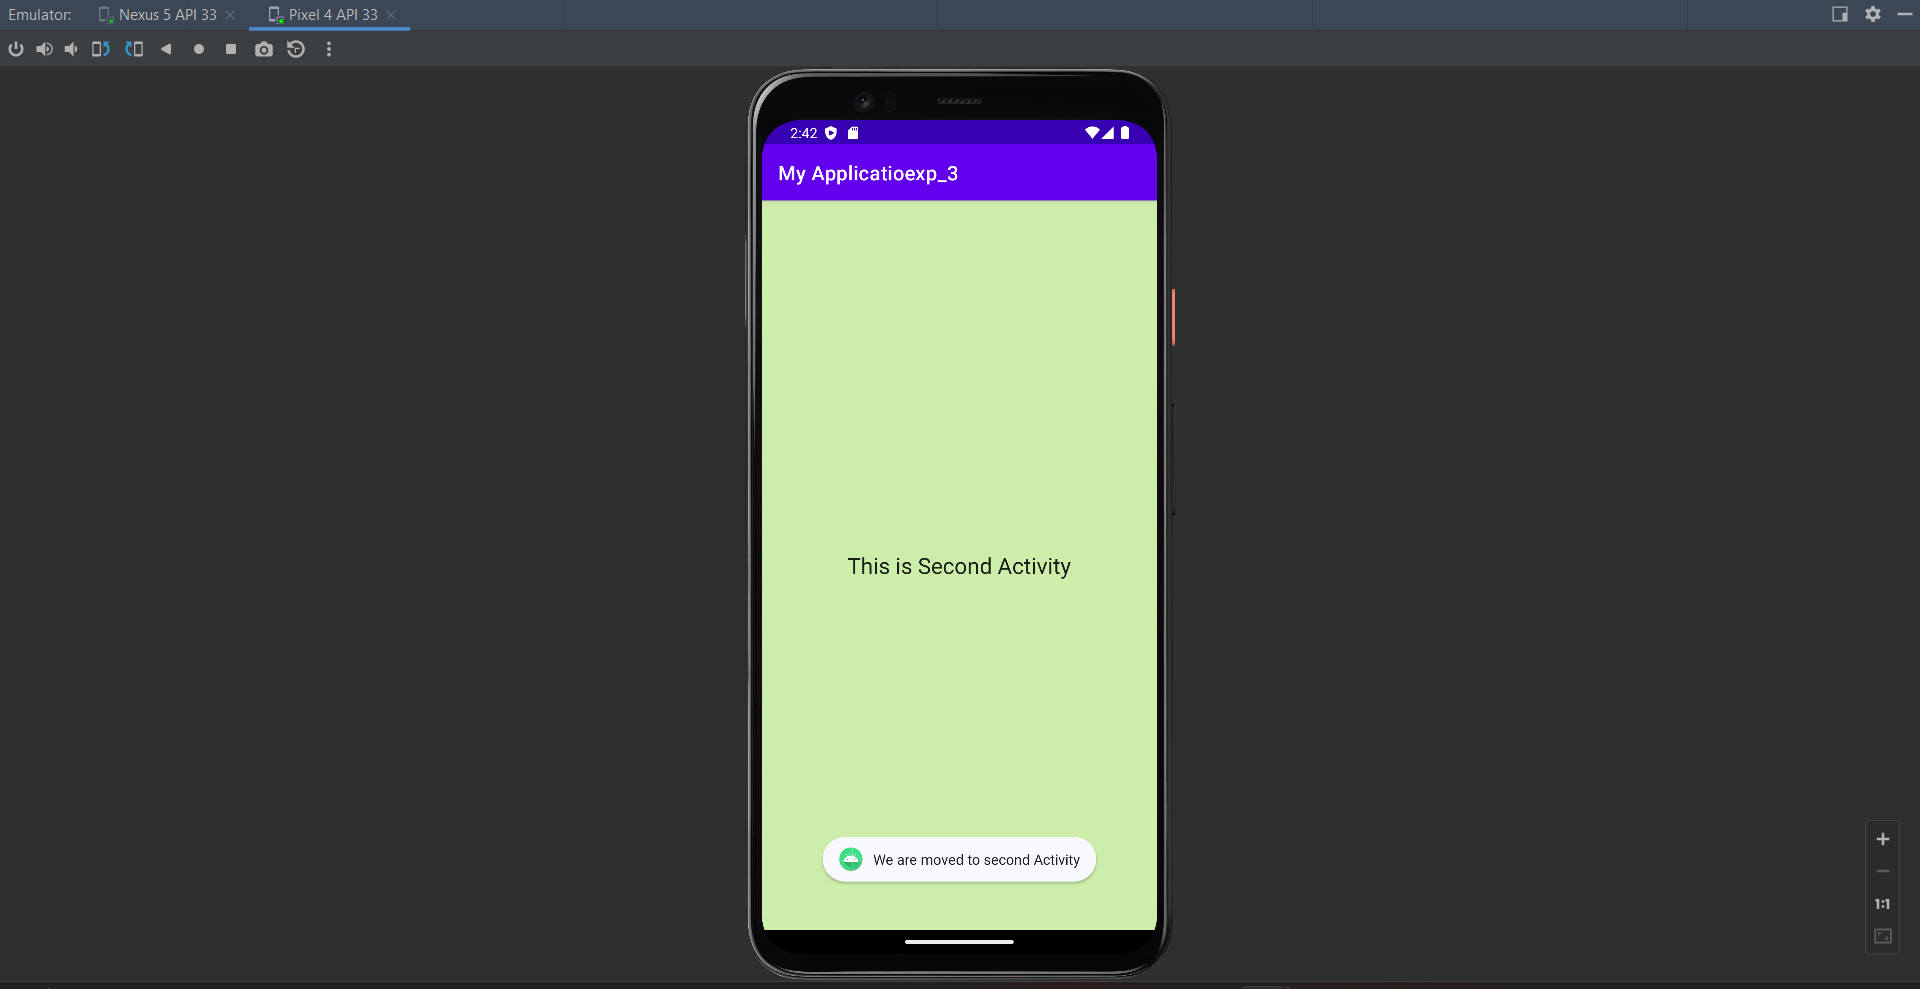 Emulator: Nexus 5 API 33 Pixel 4 API 33
2:42
My Applicatioexp_3
This is Second Activity
We are moved to second Activity
1:1